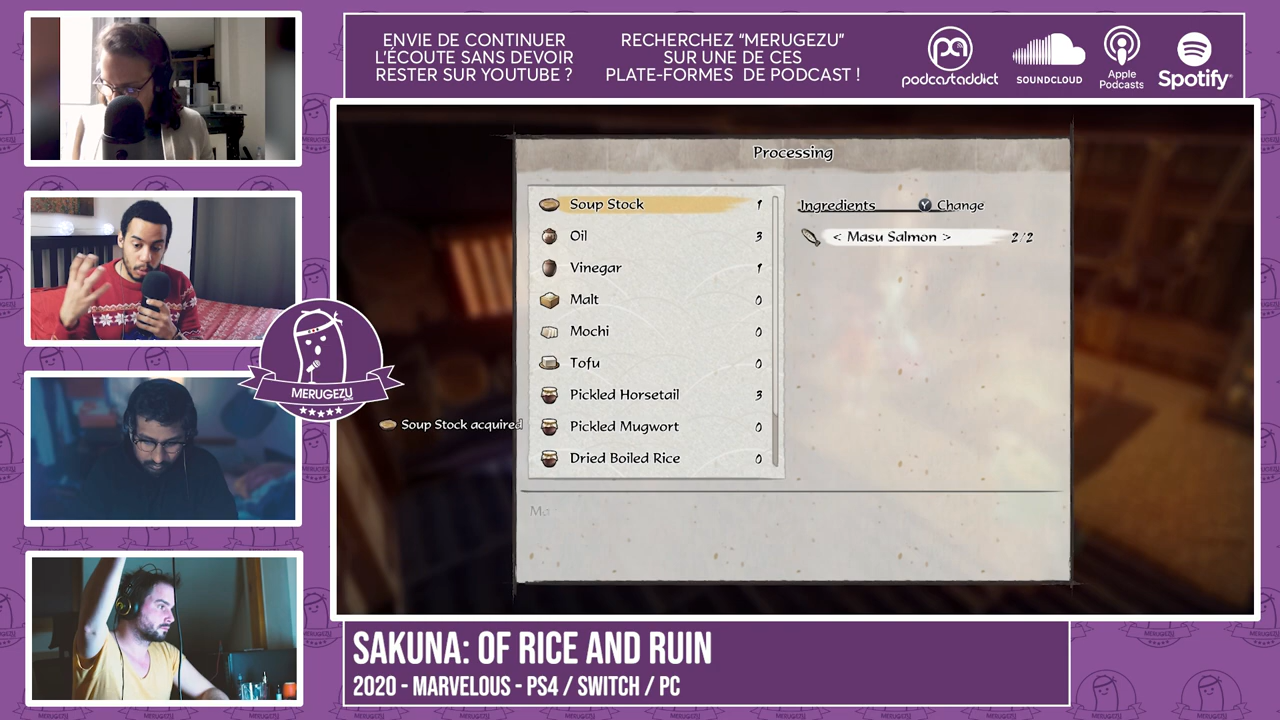 ENVIE DE CONTINUER
L'ÉCOUTE SANS DEVOIR
RESTER SUR YOUTUBE ?
RECHERCHEZ "MERUGEZU"
SUR UNE DE CES
PLATE-FORMES DE PODCAST !
podcastaddict
SOUNDCLOUD
Apple
Podcasts
Spotify
Processing
Soup Stock 1
Oil 3
Vinegar 1
Malt 0
Mochi 0
Tofu 0
Pickled Horsetail 3
Pickled Mugwort 0
Dried Boiled Rice 0
Ingredients Y Change
< Masu Salmon > 2/2
Soup Stock acquired
Ma
MERUGEZU
SAKUNA: OF RICE AND RUIN
2020 - MARVELOUS - PS4 / SWITCH / PC